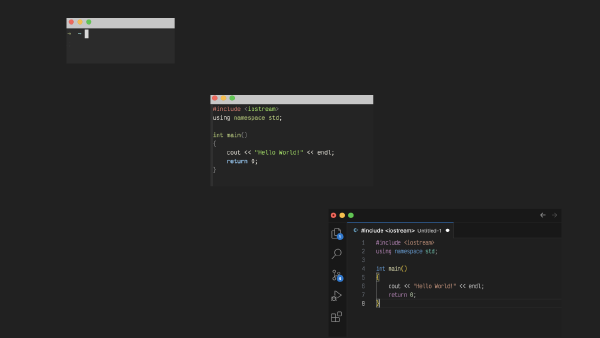 → ~
#include <iostream>
using namespace std;
int main()
{
cout << "Hello World!" << endl;
return 0;
}
#include <iostream> Untitled-1
1 #include <iostream>
2 using namespace std;
3
4 int main()
5 {
6 cout << "Hello World!" << endl;
7 return 0;
8 }